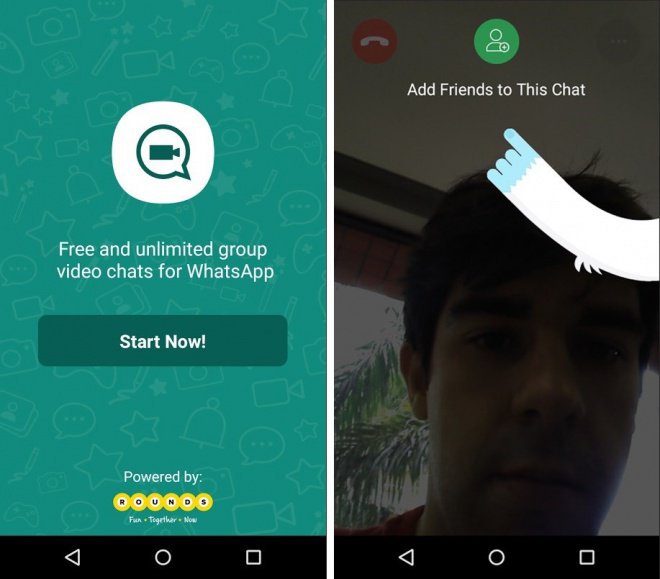 Free and unlimited group
video chats for WhatsApp
Start Now!
Powered by:
ROUNDS
Fun • Together • Now
Add Friends to This Chat